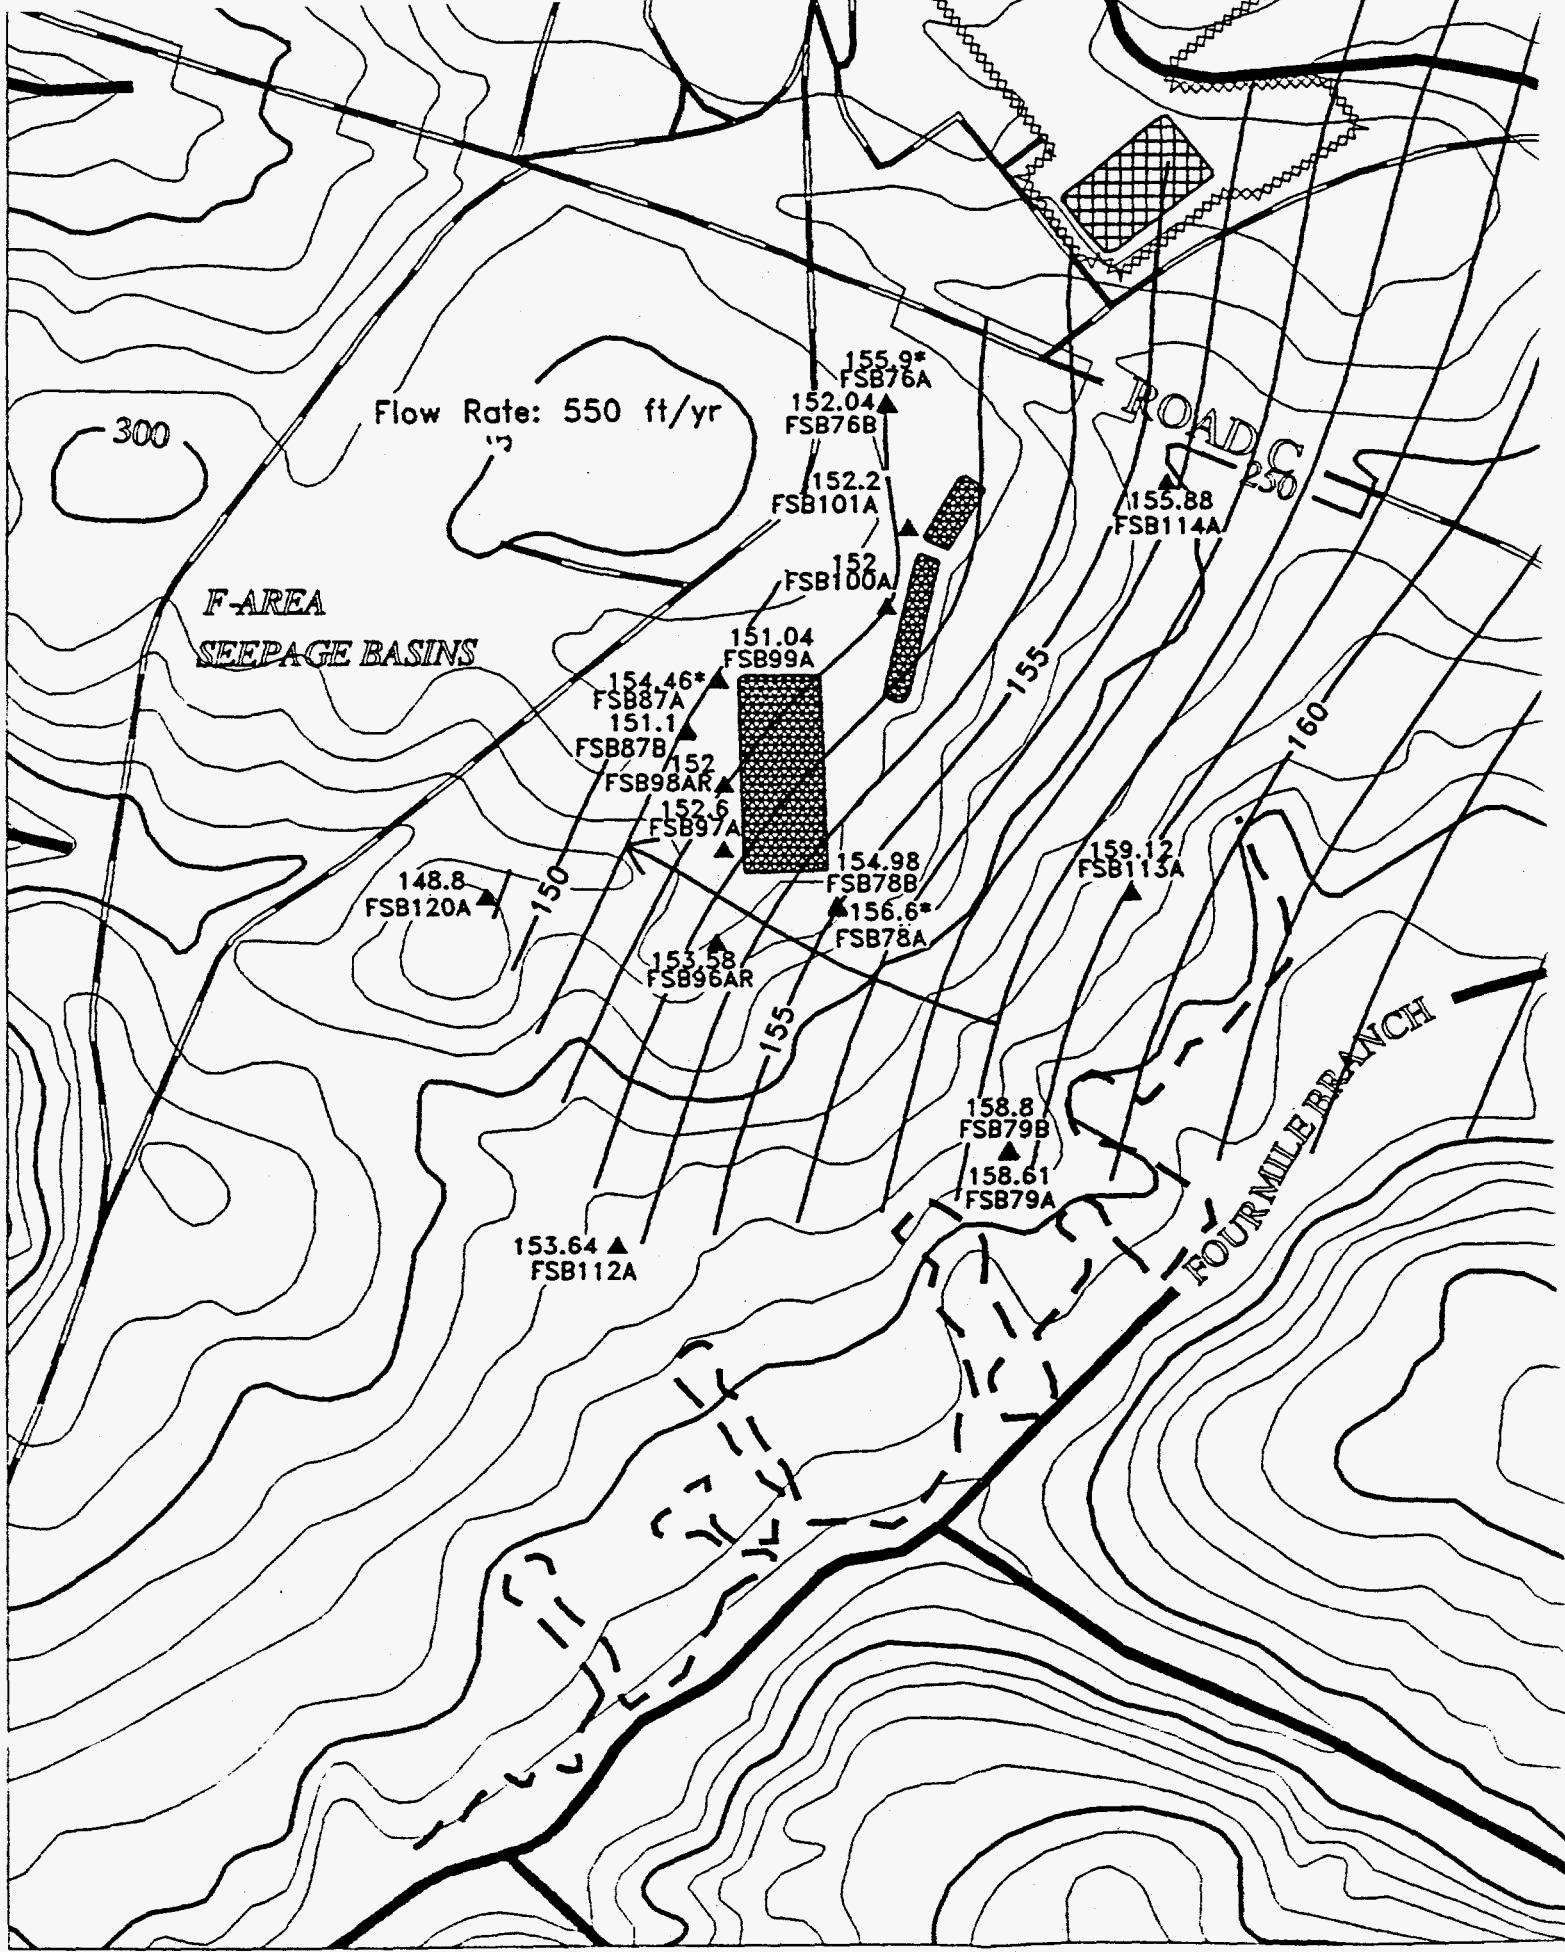 155.9*
FSB76A
152.04
FSB76B
300
Flow Rate: 550 ft/yr
ROAD C
250
152.2
FSB101A
155.88
FSB114A
152
FSB100A
F-AREA
SEEPAGE BASINS
151.04
FSB99A
154.46*
FSB87A
151.1
FSB87B
155
160
152
FSB98AR
152.6
FSB97A
154.98
FSB78B
159.12
FSB113A
148.8
FSB120A
150
156.6*
FSB78A
153.58
FSB96AR
155
FOUR MILE BRANCH
158.8
FSB79B
158.61
FSB79A
153.64
FSB112A